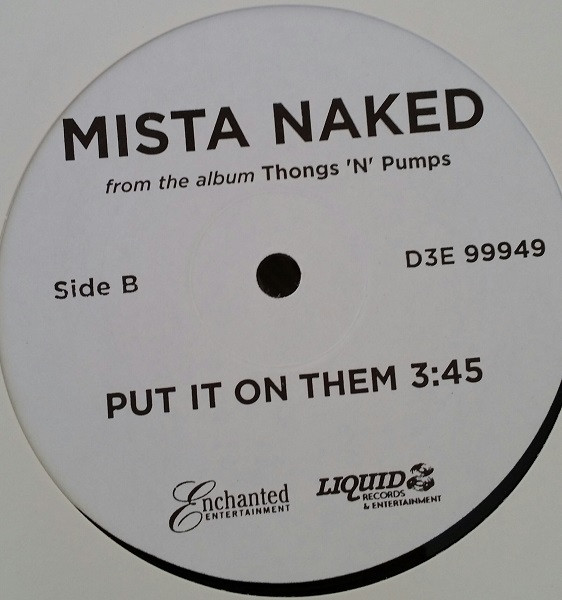 MISTA NAKED
from the album Thongs 'N' Pumps
Side B
D3E 99949
PUT IT ON THEM 3:45
Enchanted
ENTERTAINMENT
LIQUID
RECORDS
& ENTERTAINMENT